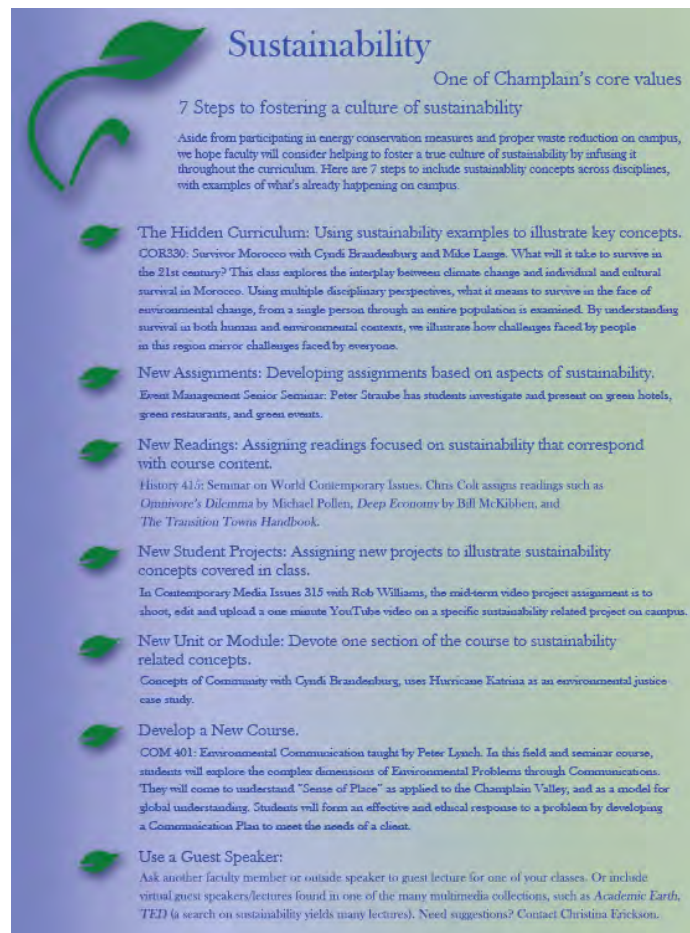 Sustainability
One of Champlain's core values
7 Steps to fostering a culture of sustainability
Aside from participating in energy conservation measures and proper waste reduction on campus,
we hope faculty will consider helping to foster a true culture of sustainability by infusing it
throughout the curriculum. Here are 7 steps to include sustainablity concepts across disciplines,
with examples of what's already happening on campus.
The Hidden Curriculum: Using sustainability examples to illustrate key concepts.
COR330: Survivor Morocco with Cyndi Brandenburg and Mike Lange. What will it take to survive in
the 21st century? This class explores the interplay between climate change and individual and cultural
survival in Morocco. Using multiple disciplinary perspectives, what it means to survive in the face of
environmental change, from a single person through an entire population is examined. By understanding
survival in both human and environmental contexts, we illustrate how challenges faced by people
in this region mirror challenges faced by everyone.
New Assignments: Developing assignments based on aspects of sustainability.
Event Management Senior Seminar: Peter Straube has students investigate and present on green hotels,
green restaurants, and green events.
New Readings: Assigning readings focused on sustainability that correspond
with course content.
History 415: Seminar on World Contemporary Issues. Chris Colt assigns readings such as
Omnivore's Dilemma by Michael Pollen, Deep Economy by Bill McKibben, and
The Transition Towns Handbook.
New Student Projects: Assigning new projects to illustrate sustainability
concepts covered in class.
In Contemporary Media Issues 315 with Rob Williams, the mid-term video project assignment is to
shoot, edit and upload a one minute YouTube video on a specific sustainability related project on campus.
New Unit or Module: Devote one section of the course to sustainability
related concepts.
Concepts of Community with Cyndi Brandenburg, uses Hurricane Katrina as an environmental justice
case study.
Develop a New Course.
COM 401: Environmental Communication taught by Peter Lynch. In this field and seminar course,
students will explore the complex dimensions of Environmental Problems through Communications.
They will come to understand "Sense of Place" as applied to the Champlain Valley, and as a model for
global understanding. Students will form an effective and ethical response to a problem by developing
a Communication Plan to meet the needs of a client.
Use a Guest Speaker:
Ask another faculty member or outside speaker to guest lecture for one of your classes. Or include
virtual guest speakers/lectures found in one of the many multimedia collections, such as Academic Earth,
TED (a search on sustainability yields many lectures). Need suggestions? Contact Christina Erickson.